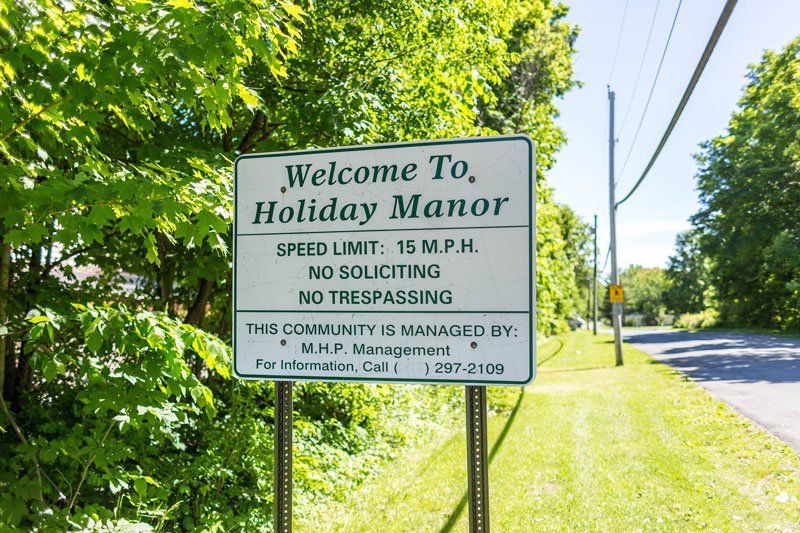 Welcome To
Holiday Manor
SPEED LIMIT: 15 M.P.H.
NO SOLICITING
NO TRESPASSING
THIS COMMUNITY IS MANAGED BY:
M.H.P. Management
For Information, Call (   ) 297-2109